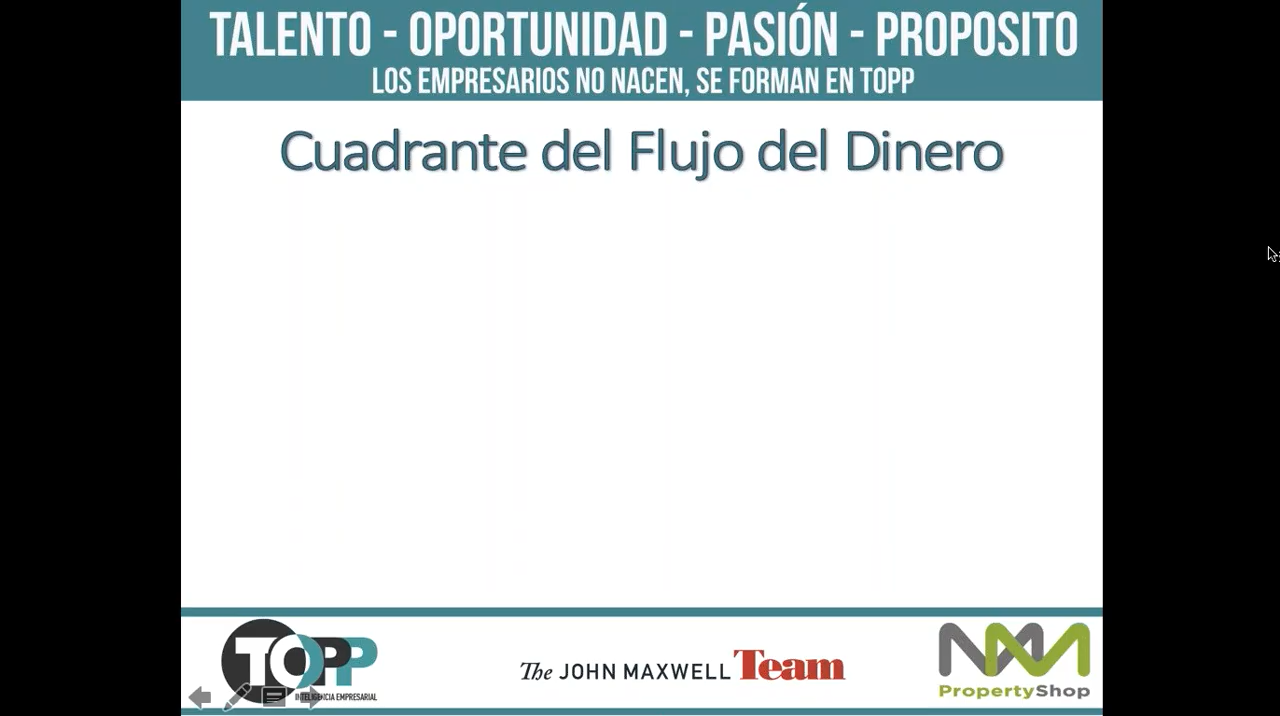 TALENTO - OPORTUNIDAD - PASIÓN - PROPOSITO
LOS EMPRESARIOS NO NACEN, SE FORMAN EN TOPP
Cuadrante del Flujo del Dinero
TOPP
INTELIGENCIA EMPRESARIAL
The JOHN MAXWELL Team
PropertyShop